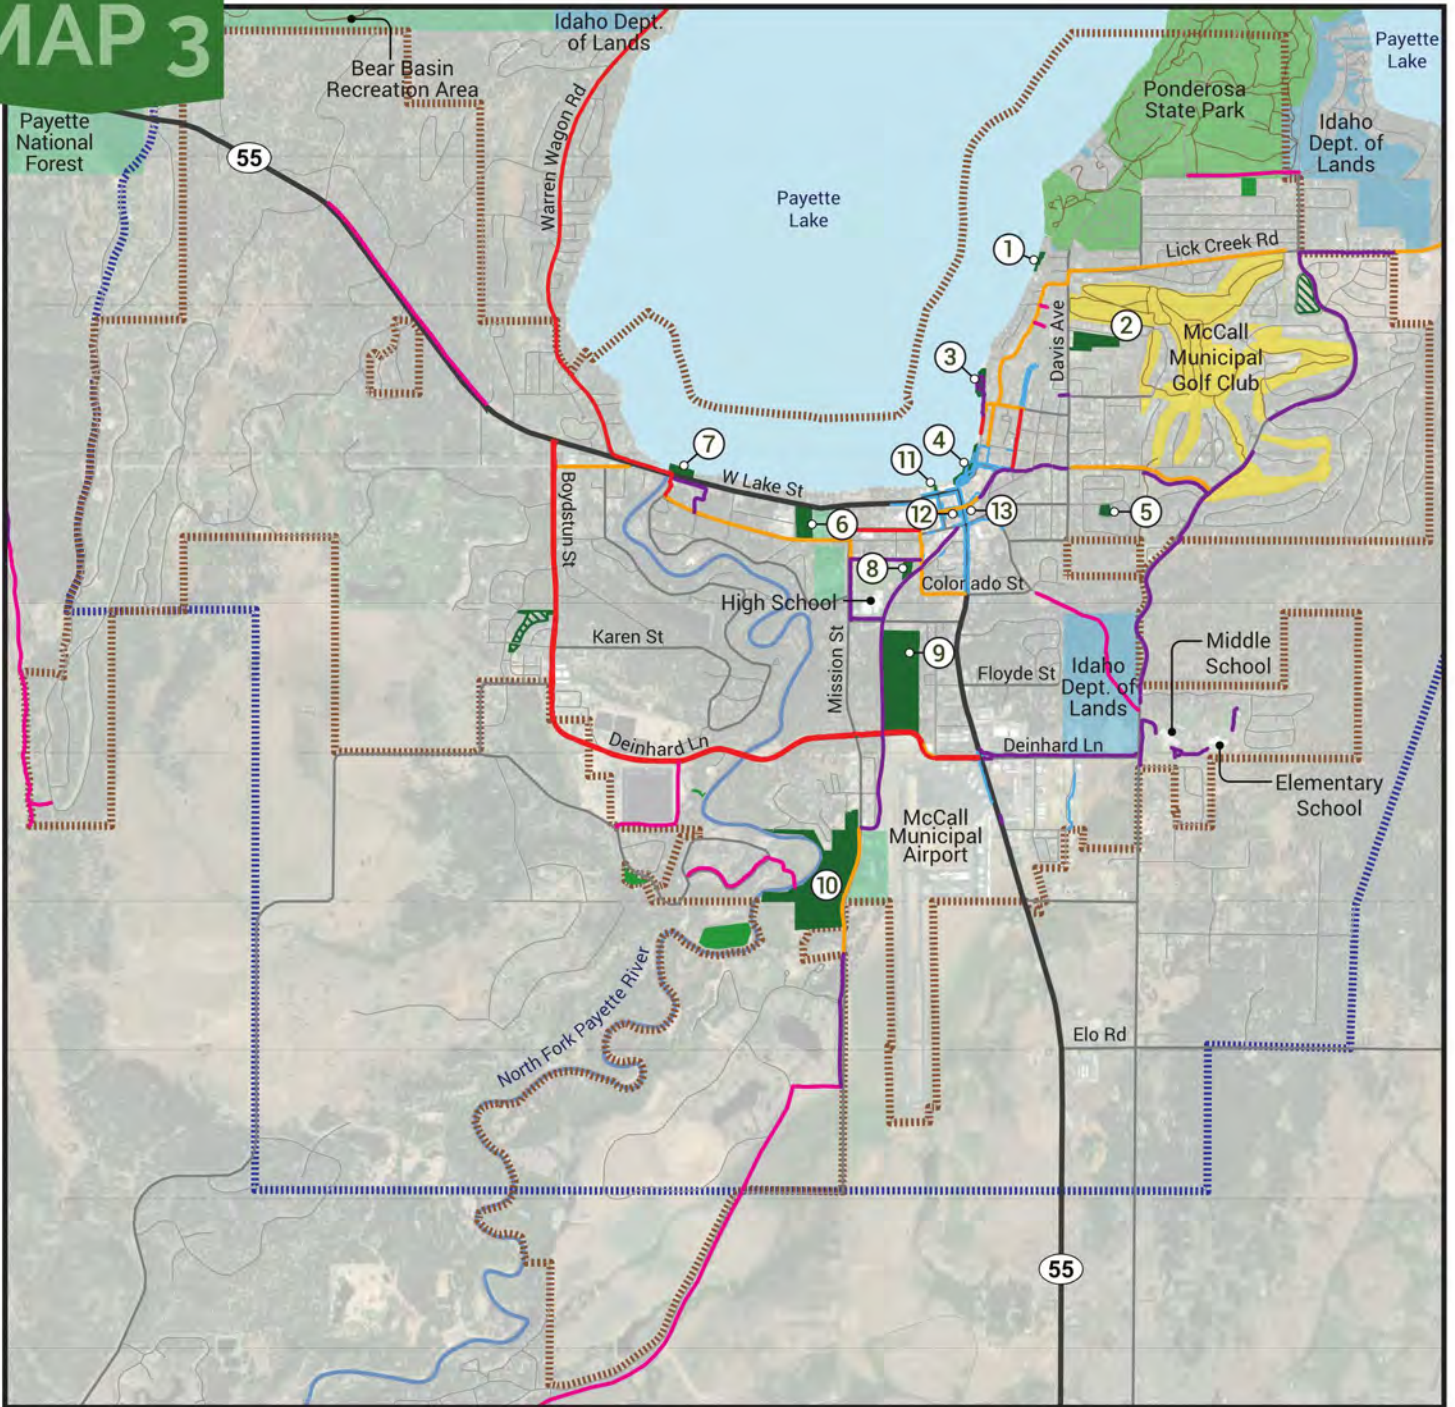 MAP 3
Idaho Dept.
of Lands
Bear Basin
Recreation Area
Payette
Lake
Ponderosa
State Park
Payette
National
Forest
Idaho
Dept. of
Lands
55
Warren Wagon Rd
Payette
Lake
Lick Creek Rd
1
2
Davis Ave
McCall
Municipal
Golf Club
3
4
7
11
W Lake St
Boydstun St
6
12
13
5
8
Colorado St
High School
Karen St
Mission St
9
Floyde St
Idaho
Dept. of
Lands
Middle
School
Deinhard Ln
Deinhard Ln
Elementary
School
McCall
Municipal
Airport
10
North Fork Payette River
Elo Rd
55